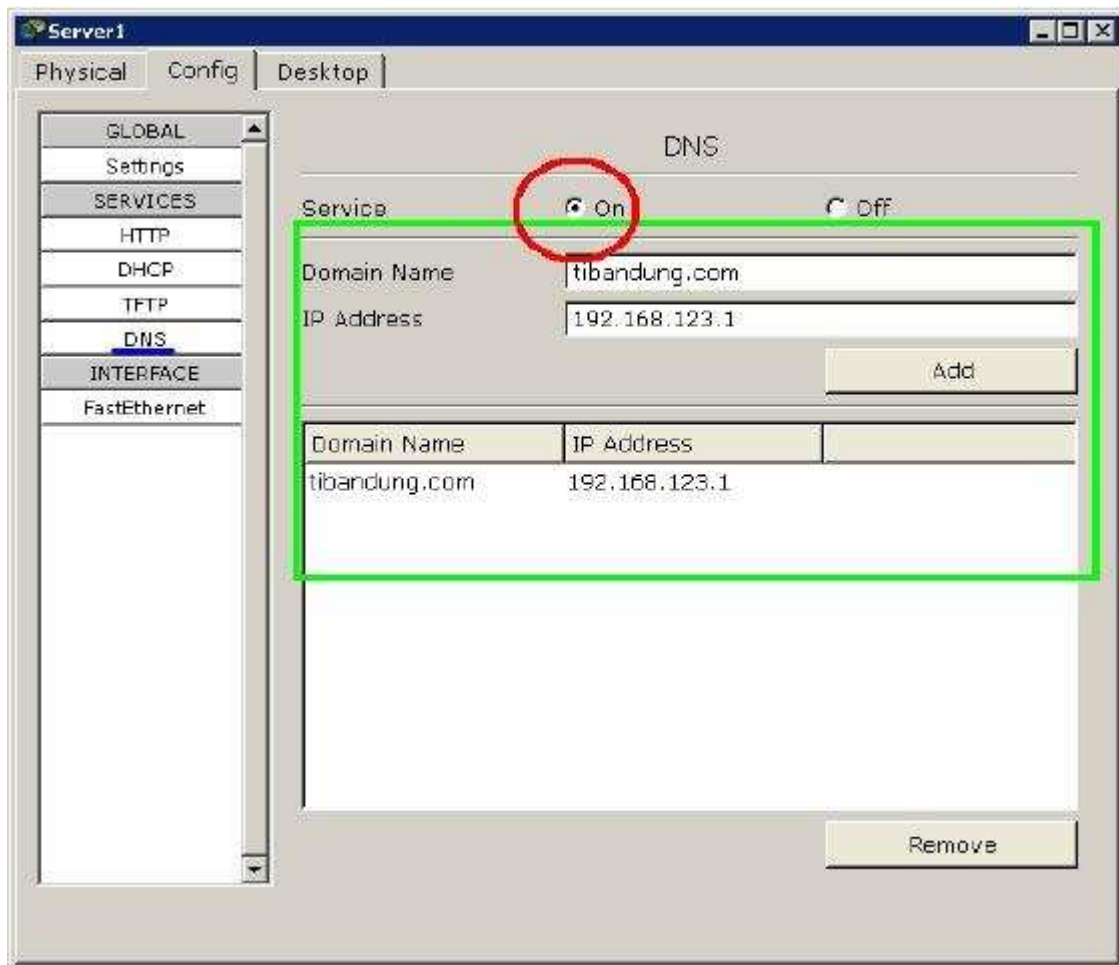 Server1
Physical Config Desktop
GLOBAL
Settings
SERVICES
HTTP
DHCP
TFTP
DNS
INTERFACE
FastEthernet
DNS
Service On Off
Domain Name tibandung.com
IP Address 192.168.123.1
Add
Domain Name IP Address
tibandung.com 192.168.123.1
Remove